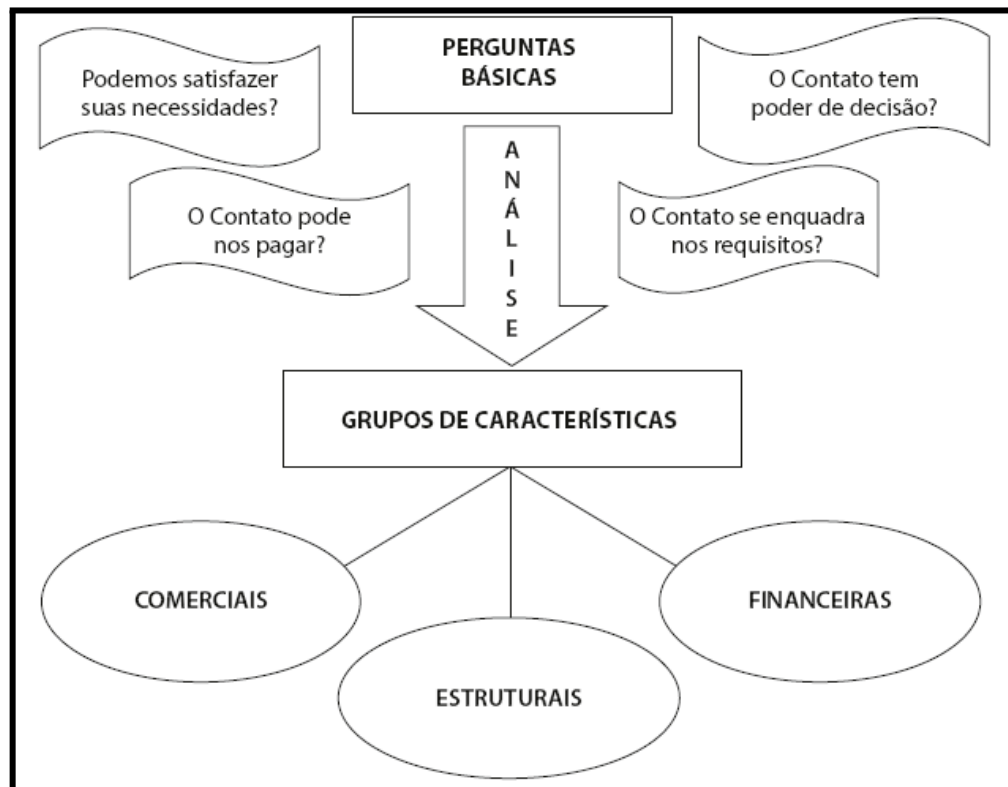 PERGUNTAS
BÁSICAS
Podemos satisfazer
suas necessidades?
O Contato tem
poder de decisão?
O Contato pode
nos pagar?
O Contato se enquadra
nos requisitos?
A
N
Á
L
I
S
E
GRUPOS DE CARACTERÍSTICAS
COMERCIAIS
FINANCEIRAS
ESTRUTURAIS